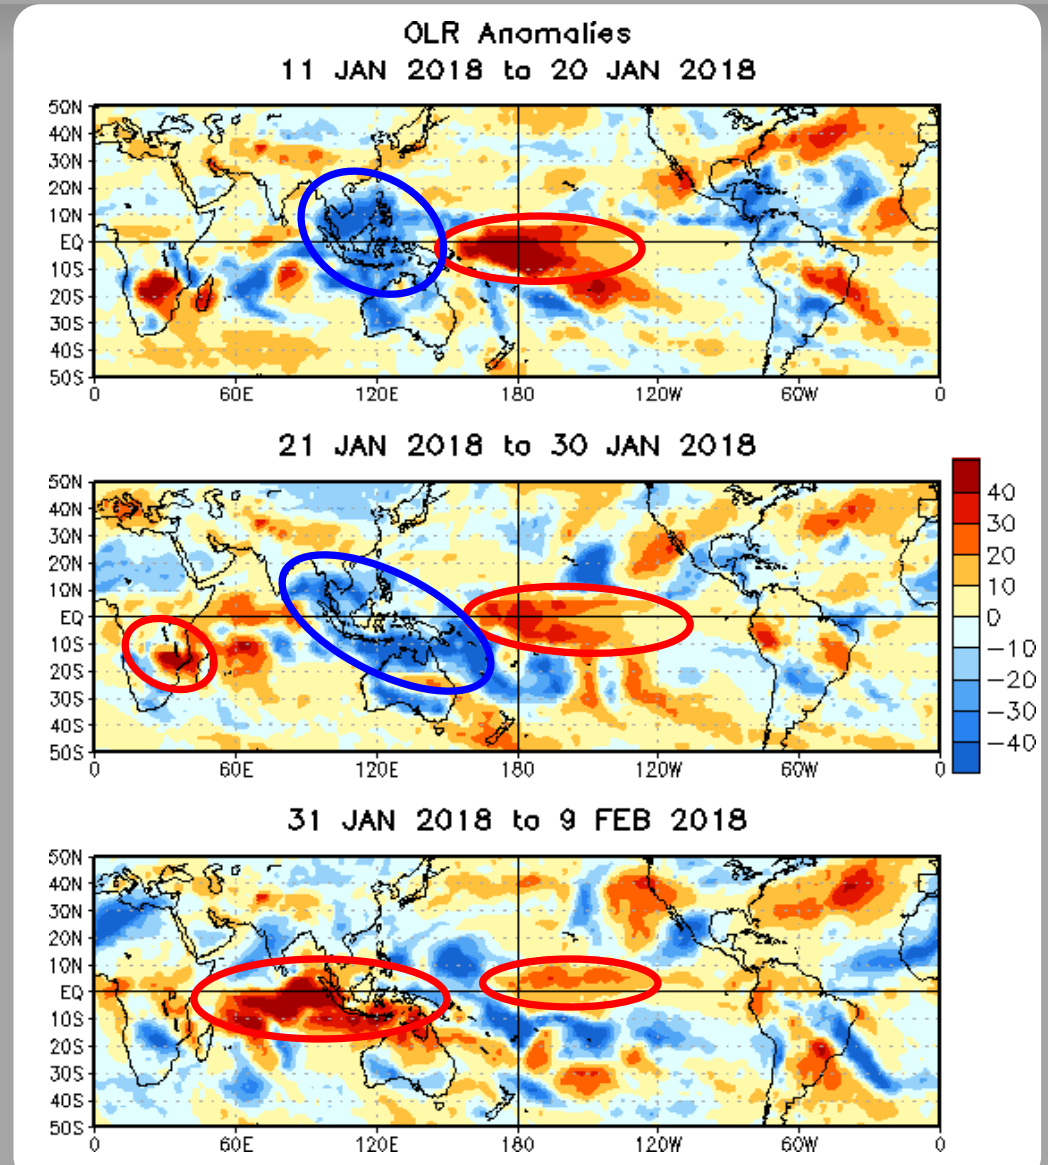 OLR Anomalies
11 JAN 2018 to 20 JAN 2018
50N
40N
30N
20N
10N
EQ
10S
20S
30S
40S
50S
0 60E 120E 180 120W 60W 0
21 JAN 2018 to 30 JAN 2018
50N
40N
30N
20N
10N
EQ
10S
20S
30S
40S
50S
0 60E 120E 180 120W 60W 0
40
30
20
10
0
−10
−20
−30
−40
31 JAN 2018 to 9 FEB 2018
50N
40N
30N
20N
10N
EQ
10S
20S
30S
40S
50S
0 60E 120E 180 120W 60W 0